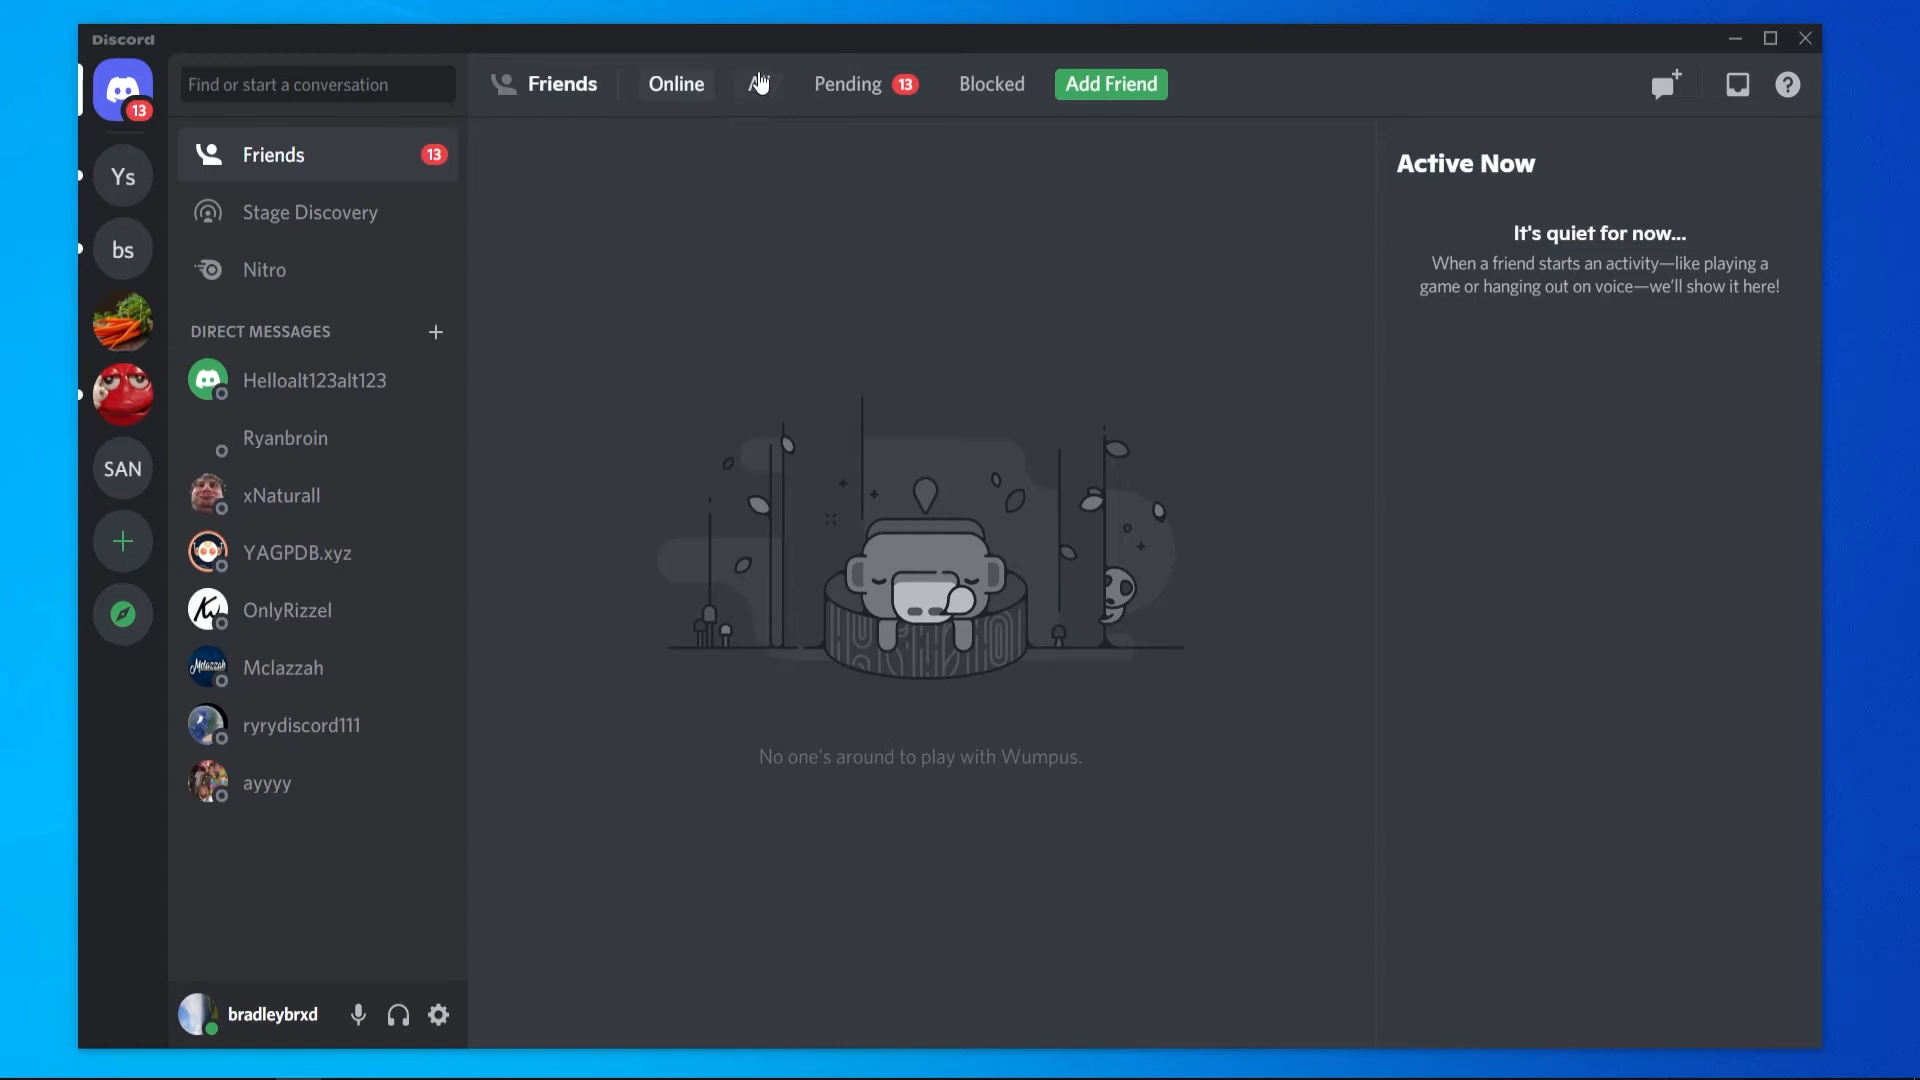 Discord
Find or start a conversation
Friends
Online
Pending 13
Blocked
Add Friend
13
Ys
bs
SAN
Friends 13
Stage Discovery
Nitro
DIRECT MESSAGES
Helloalt123alt123
Ryanbroin
xNaturall
YAGPDB.xyz
OnlyRizzel
Mclazzah
Mclazzah
ryrydiscord111
ayyyy
bradleybrxd
No one's around to play with Wumpus.
Active Now
It's quiet for now...
When a friend starts an activity—like playing a
game or hanging out on voice—we'll show it here!